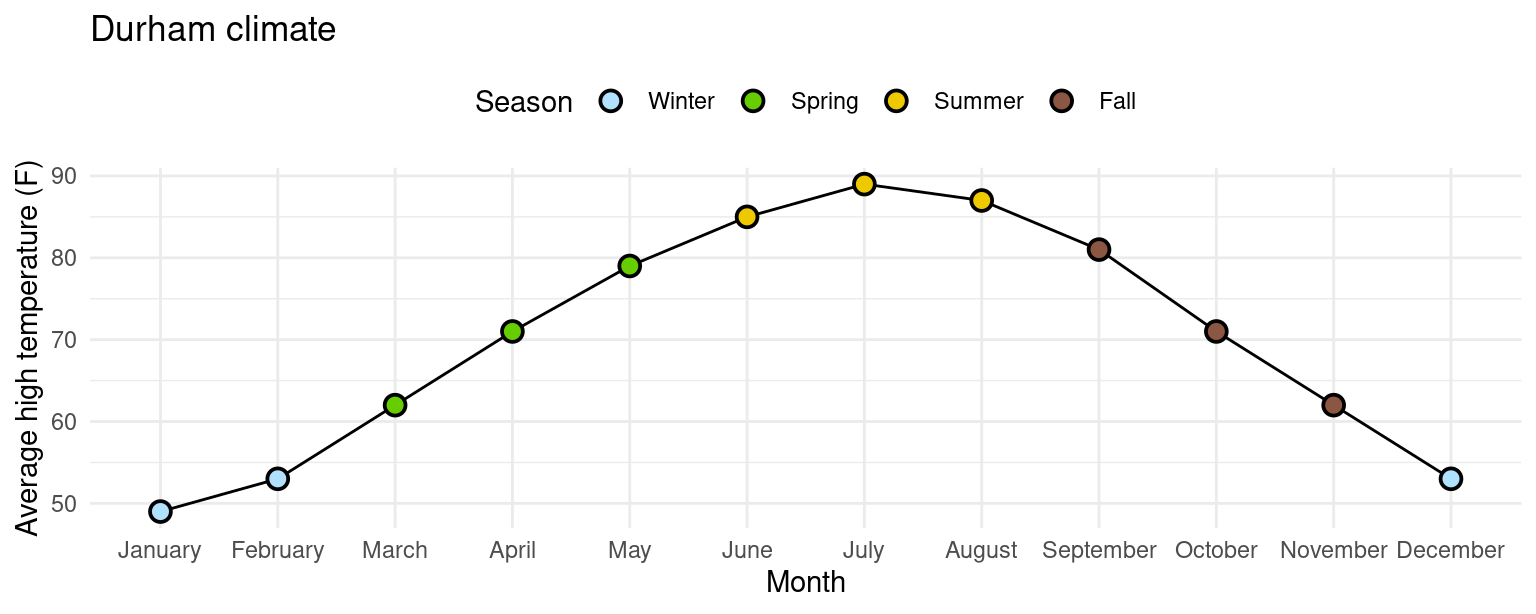 Durham climate
Season Winter Spring Summer Fall
Average high temperature (F)
90
80
70
60
50
January February March April May June July August September October November December
Month